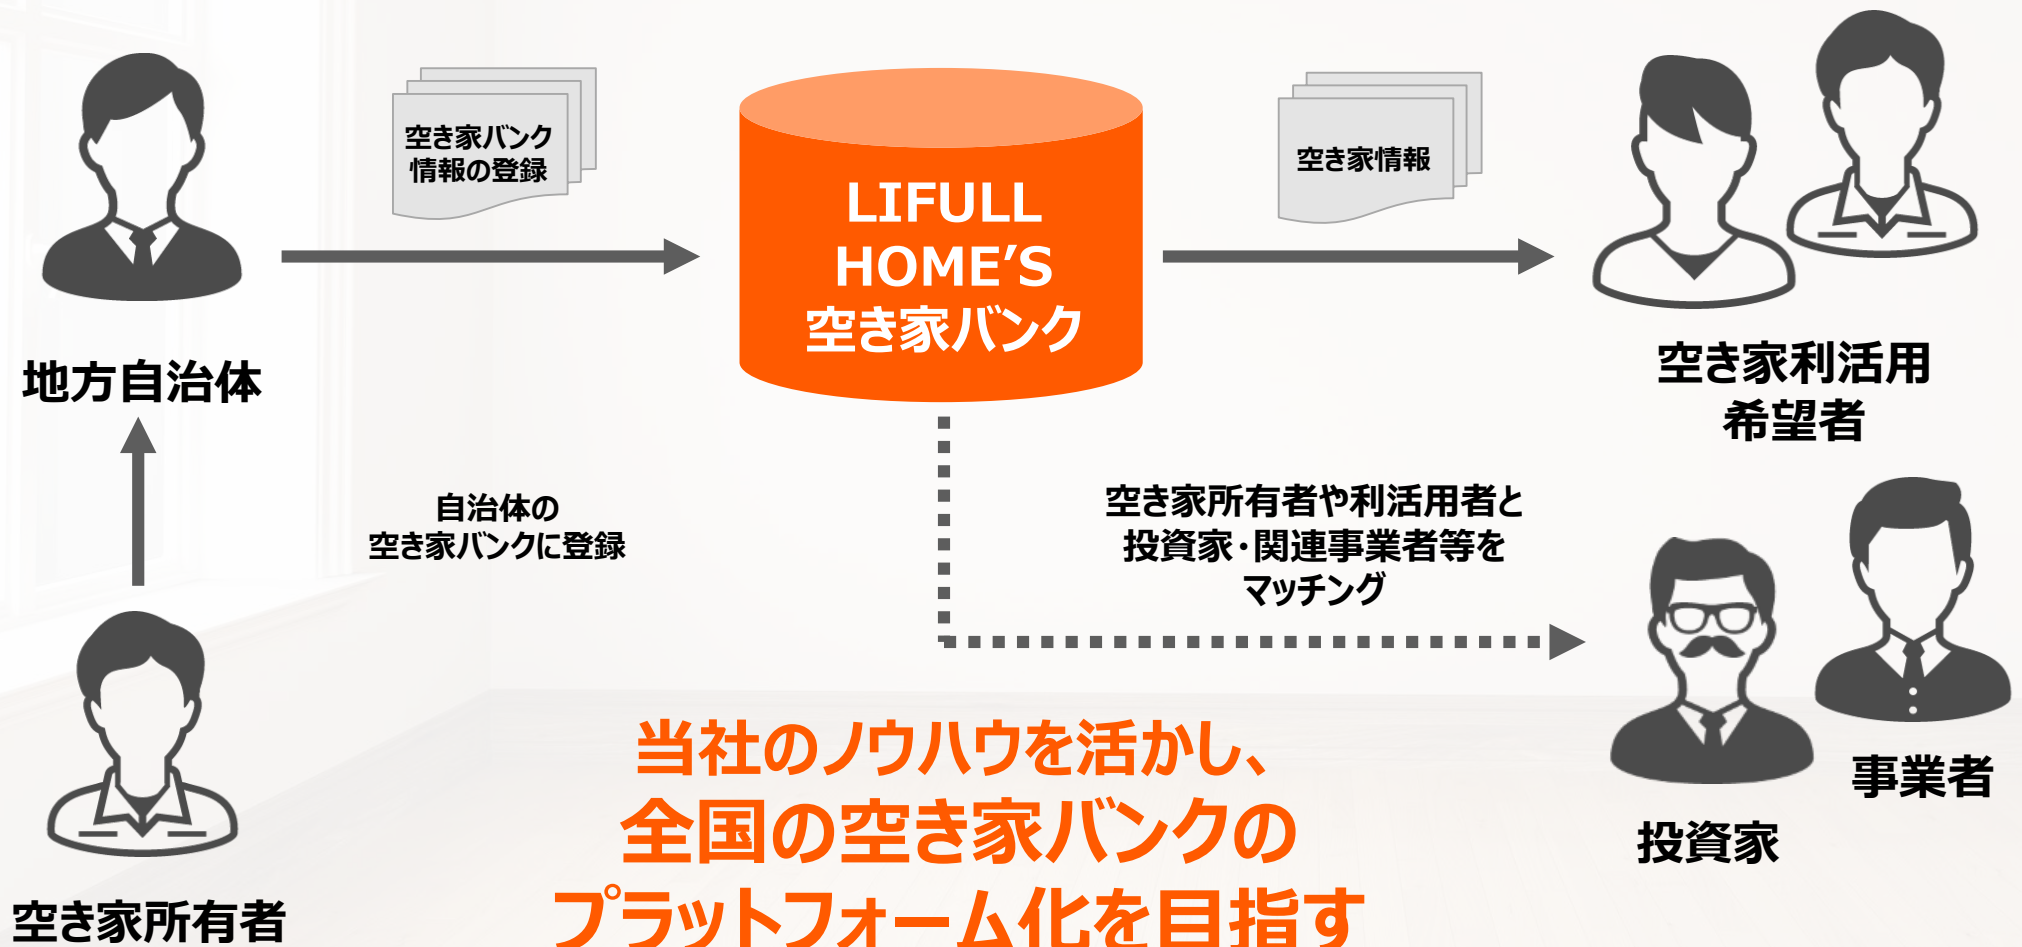 空き家バンク
情報の登録
LIFULL
HOME'S
空き家バンク
空き家情報
地方自治体
空き家利活用
希望者
自治体の
空き家バンクに登録
空き家所有者や利活用者と
投資家・関連事業者等を
マッチング
事業者
投資家
空き家所有者
当社のノウハウを活かし、
全国の空き家バンクの
プラットフォーム化を目指す